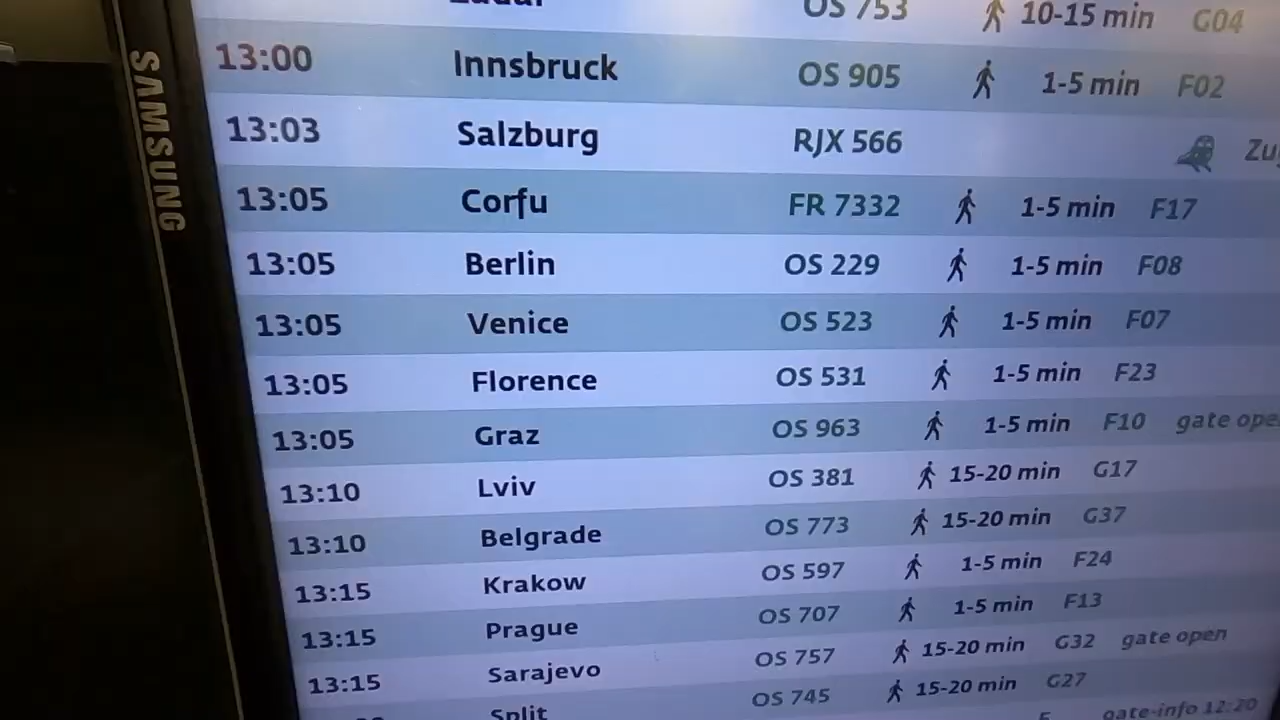 OS 753 10-15 min G04
13:00 Innsbruck OS 905 1-5 min F02
13:03 Salzburg RJX 566
13:05 Corfu FR 7332 1-5 min F17
13:05 Berlin OS 229 1-5 min F08
13:05 Venice OS 523 1-5 min F07
13:05 Florence OS 531 1-5 min F23
13:05 Graz OS 963 1-5 min F10 gate
13:10 Lviv OS 381 15-20 min G17
13:10 Belgrade OS 773 15-20 min G37
13:15 Krakow OS 597 1-5 min F24
13:15 Prague OS 707 1-5 min F13
13:15 Sarajevo OS 757 15-20 min G32 gate open
Split OS 745 15-20 min G27
gate-info 12:20
SAMSUNG